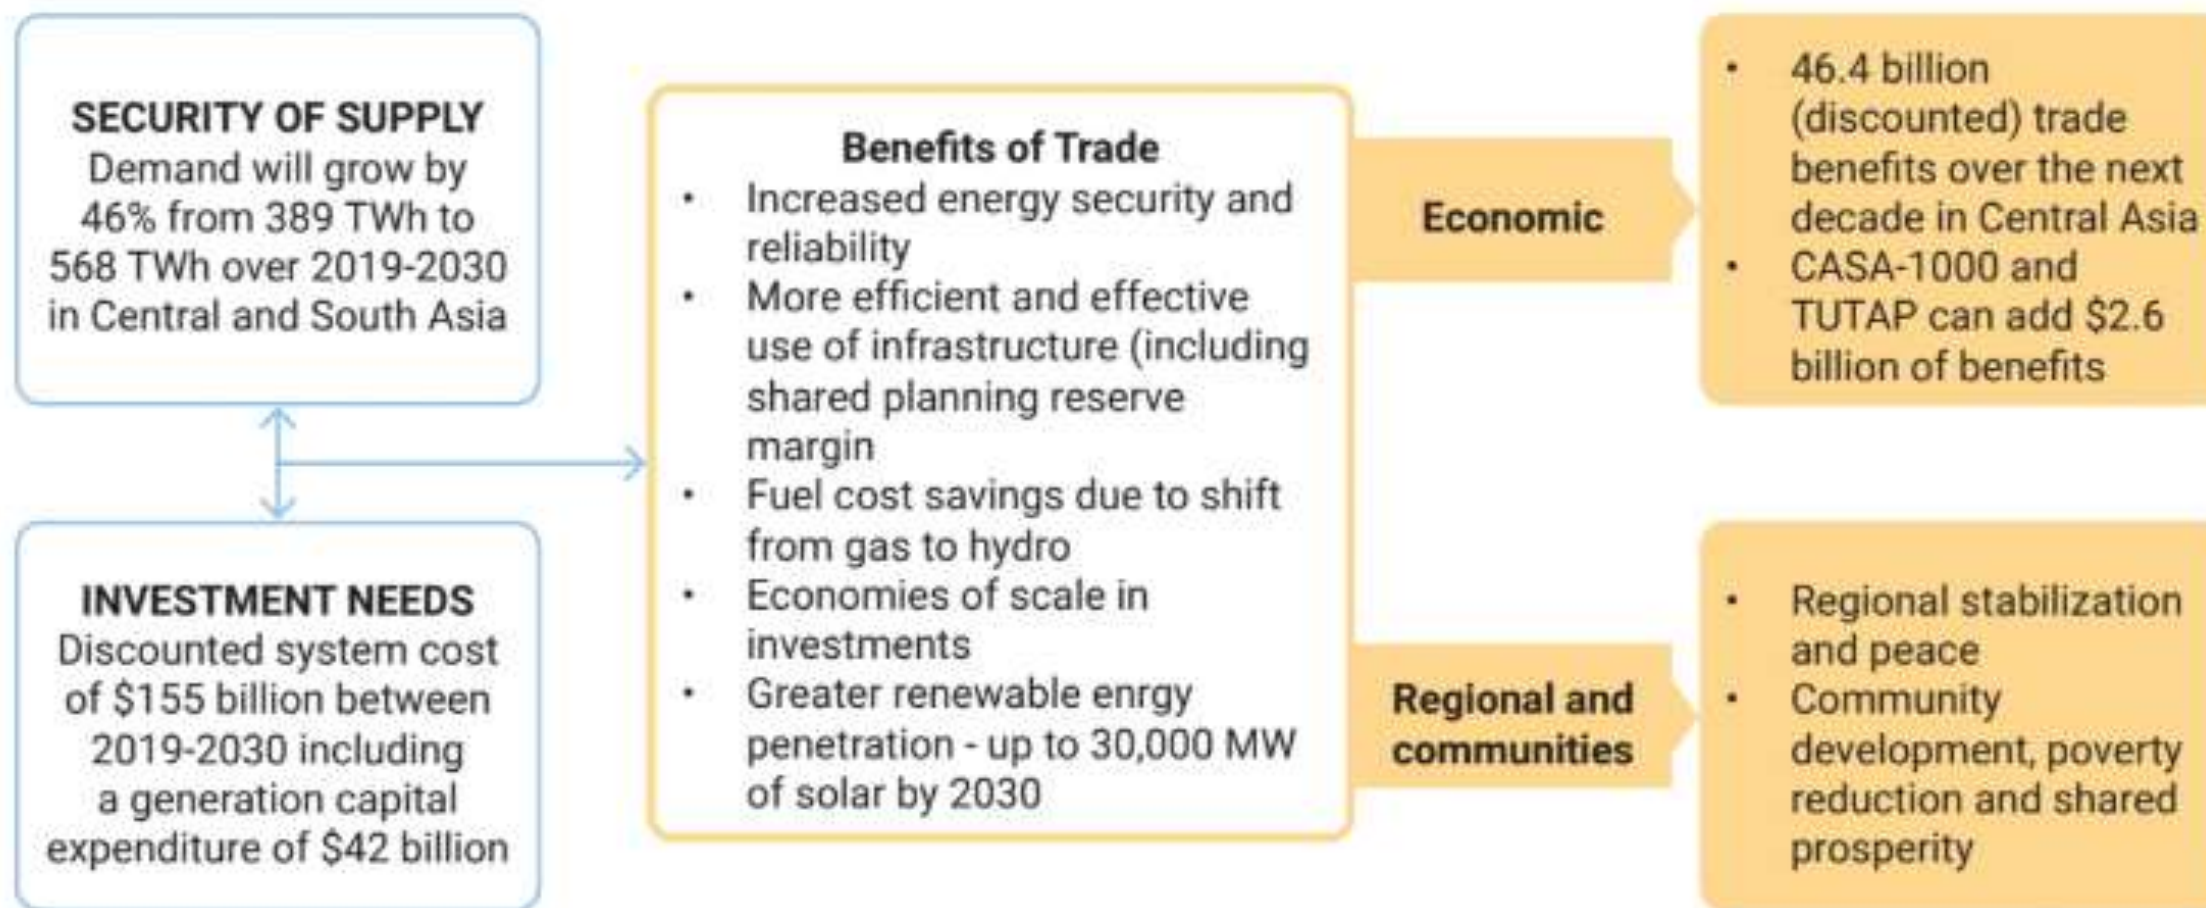 SECURITY OF SUPPLY
Demand will grow by
46% from 389 TWh to
568 TWh over 2019-2030
in Central and South Asia
INVESTMENT NEEDS
Discounted system cost
of $155 billion between
2019-2030 including
a generation capital
expenditure of $42 billion
Benefits of Trade
• Increased energy security and
reliability
• More efficient and effective
use of infrastructure (including
shared planning reserve
margin
• Fuel cost savings due to shift
from gas to hydro
• Economies of scale in
investments
• Greater renewable enrgy
penetration - up to 30,000 MW
of solar by 2030
Economic
• 46.4 billion
(discounted) trade
benefits over the next
decade in Central Asia
• CASA-1000 and
TUTAP can add $2.6
billion of benefits
Regional and
communities
• Regional stabilization
and peace
• Community
development, poverty
reduction and shared
prosperity